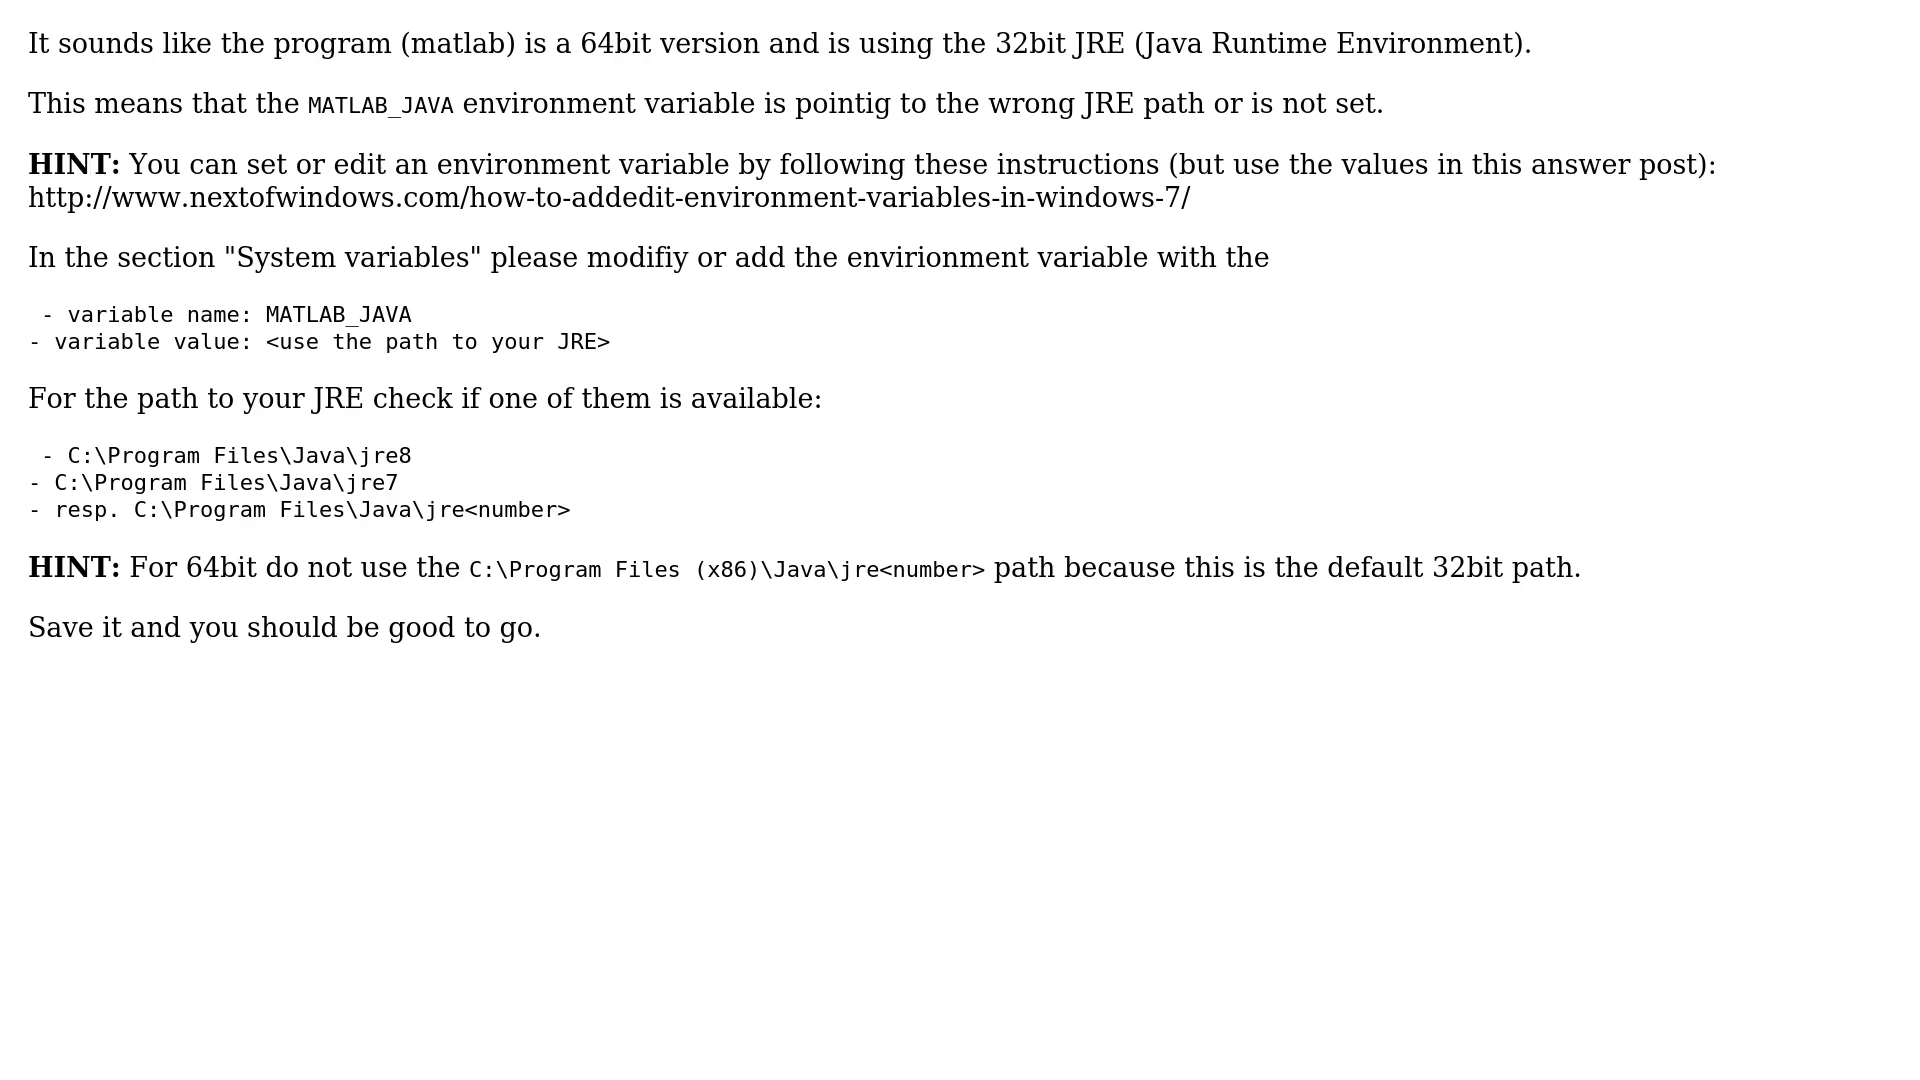 It sounds like the program (matlab) is a 64bit version and is using the 32bit JRE (Java Runtime Environment).
This means that the MATLAB_JAVA environment variable is pointig to the wrong JRE path or is not set.
HINT: You can set or edit an environment variable by following these instructions (but use the values in this answer post):
http://www.nextofwindows.com/how-to-addedit-environment-variables-in-windows-7/
In the section "System variables" please modifiy or add the envirionment variable with the
- variable name: MATLAB_JAVA
- variable value: <use the path to your JRE>
For the path to your JRE check if one of them is available:
- C:\Program Files\Java\jre8
- C:\Program Files\Java\jre7
- resp. C:\Program Files\Java\jre<number>
HINT: For 64bit do not use the C:\Program Files (x86)\Java\jre<number> path because this is the default 32bit path.
Save it and you should be good to go.